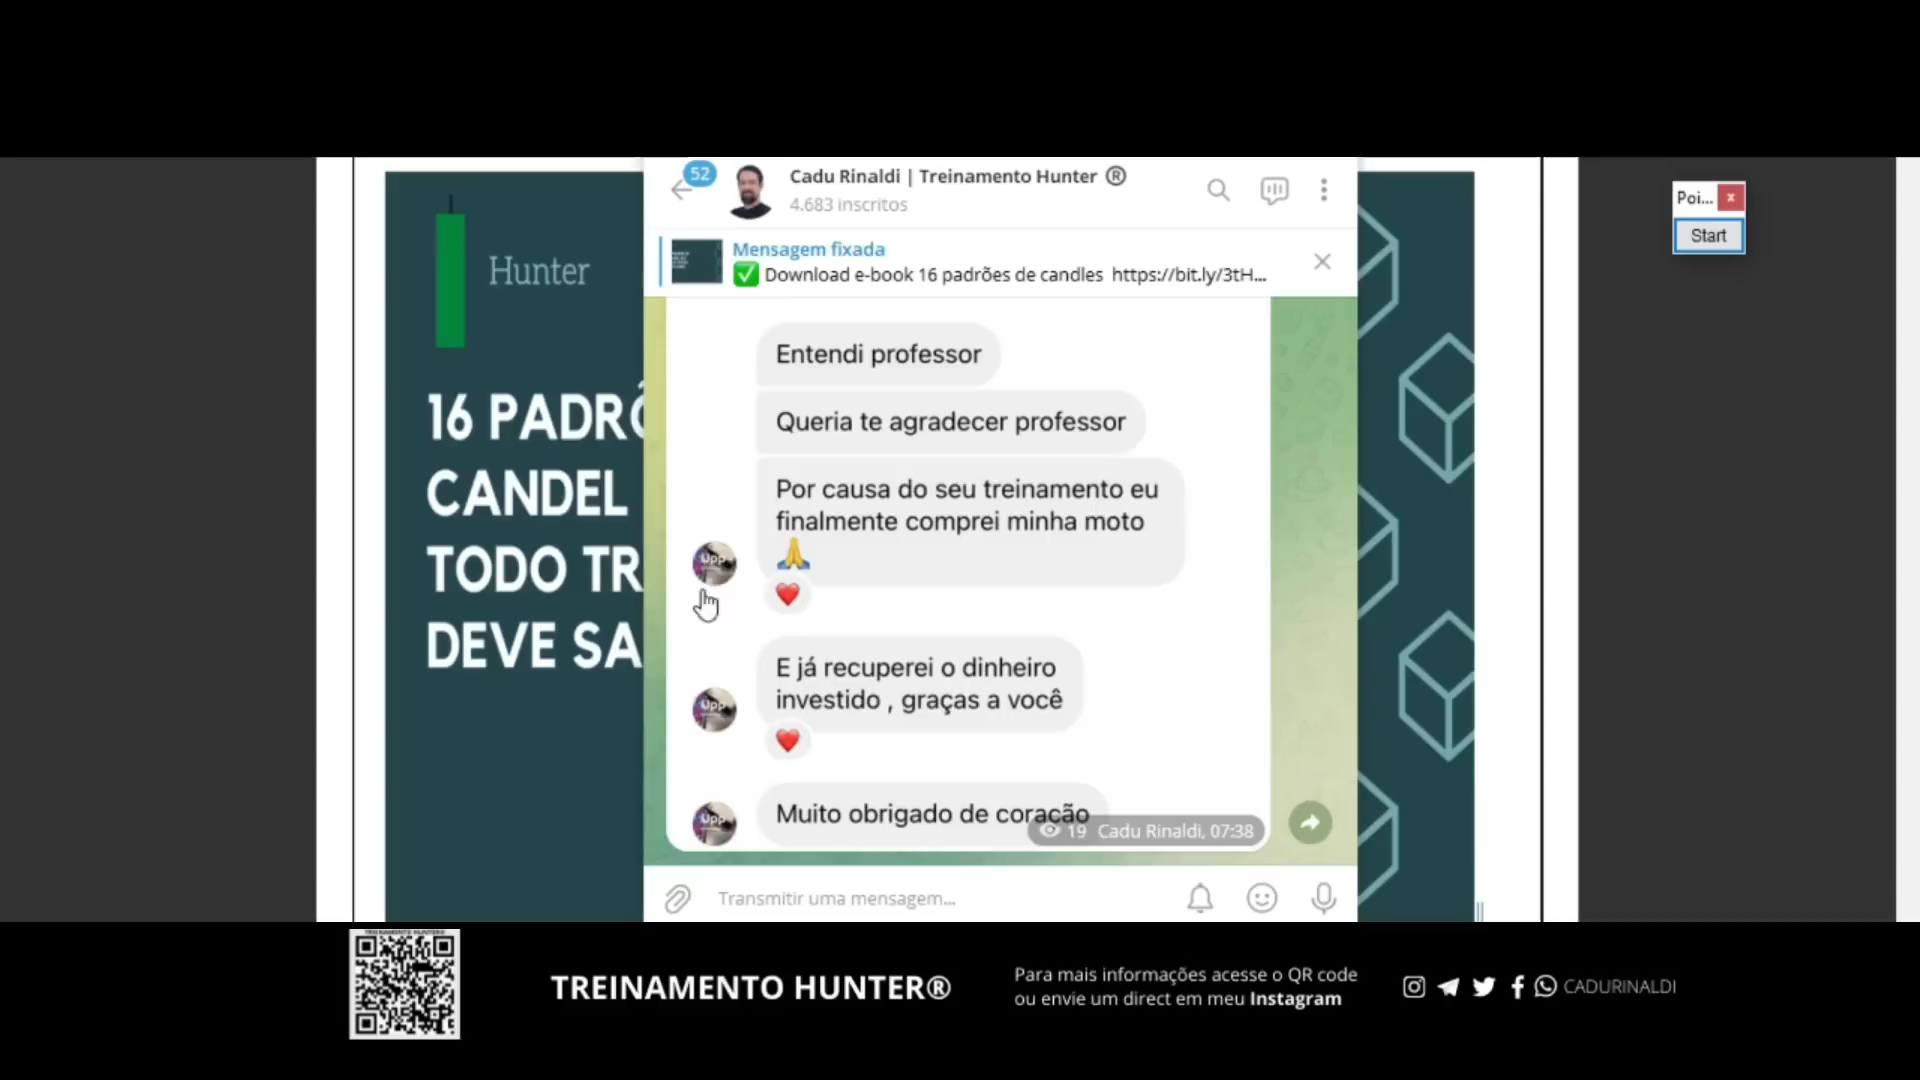 Hunter
16 PADRÕ
CANDEL
TODO TR
DEVE SA
52
Cadu Rinaldi | Treinamento Hunter ®
4.683 inscritos
Mensagem fixada
✅ Download e-book 16 padrões de candles https://bit.ly/3tH...
Entendi professor
Queria te agradecer professor
Por causa do seu treinamento eu
finalmente comprei minha moto
🙏
❤️
Upp
E já recuperei o dinheiro
investido , graças a você
❤️
Upp
Muito obrigado de coração
Upp
19 Cadu Rinaldi, 07:38
Transmitir uma mensagem...
Poi... x
Start
TREINAMENTO HUNTER®
Para mais informações acesse o QR code
ou envie um direct em meu Instagram
CADURINALDI